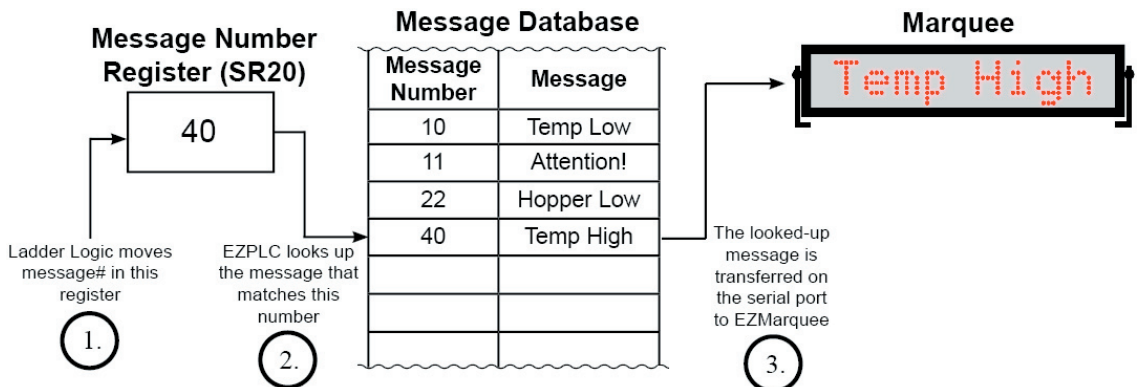 Message Number
Register (SR20)
40
Ladder Logic moves
message# in this
register
1.
EZPLC looks up
the message that
matches this
number
2.
Message Database
Message Number	Message
10	Temp Low
11	Attention!
22	Hopper Low
40	Temp High
The looked-up
message is
transferred on
the serial port
to EZMarquee
3.
Marquee
Temp High